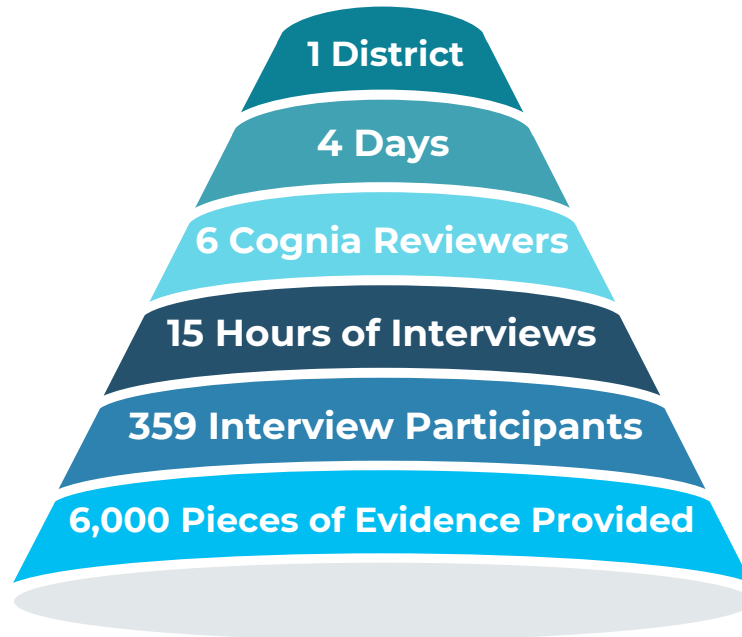 1 District
4 Days
6 Cognia Reviewers
15 Hours of Interviews
359 Interview Participants
6,000 Pieces of Evidence Provided